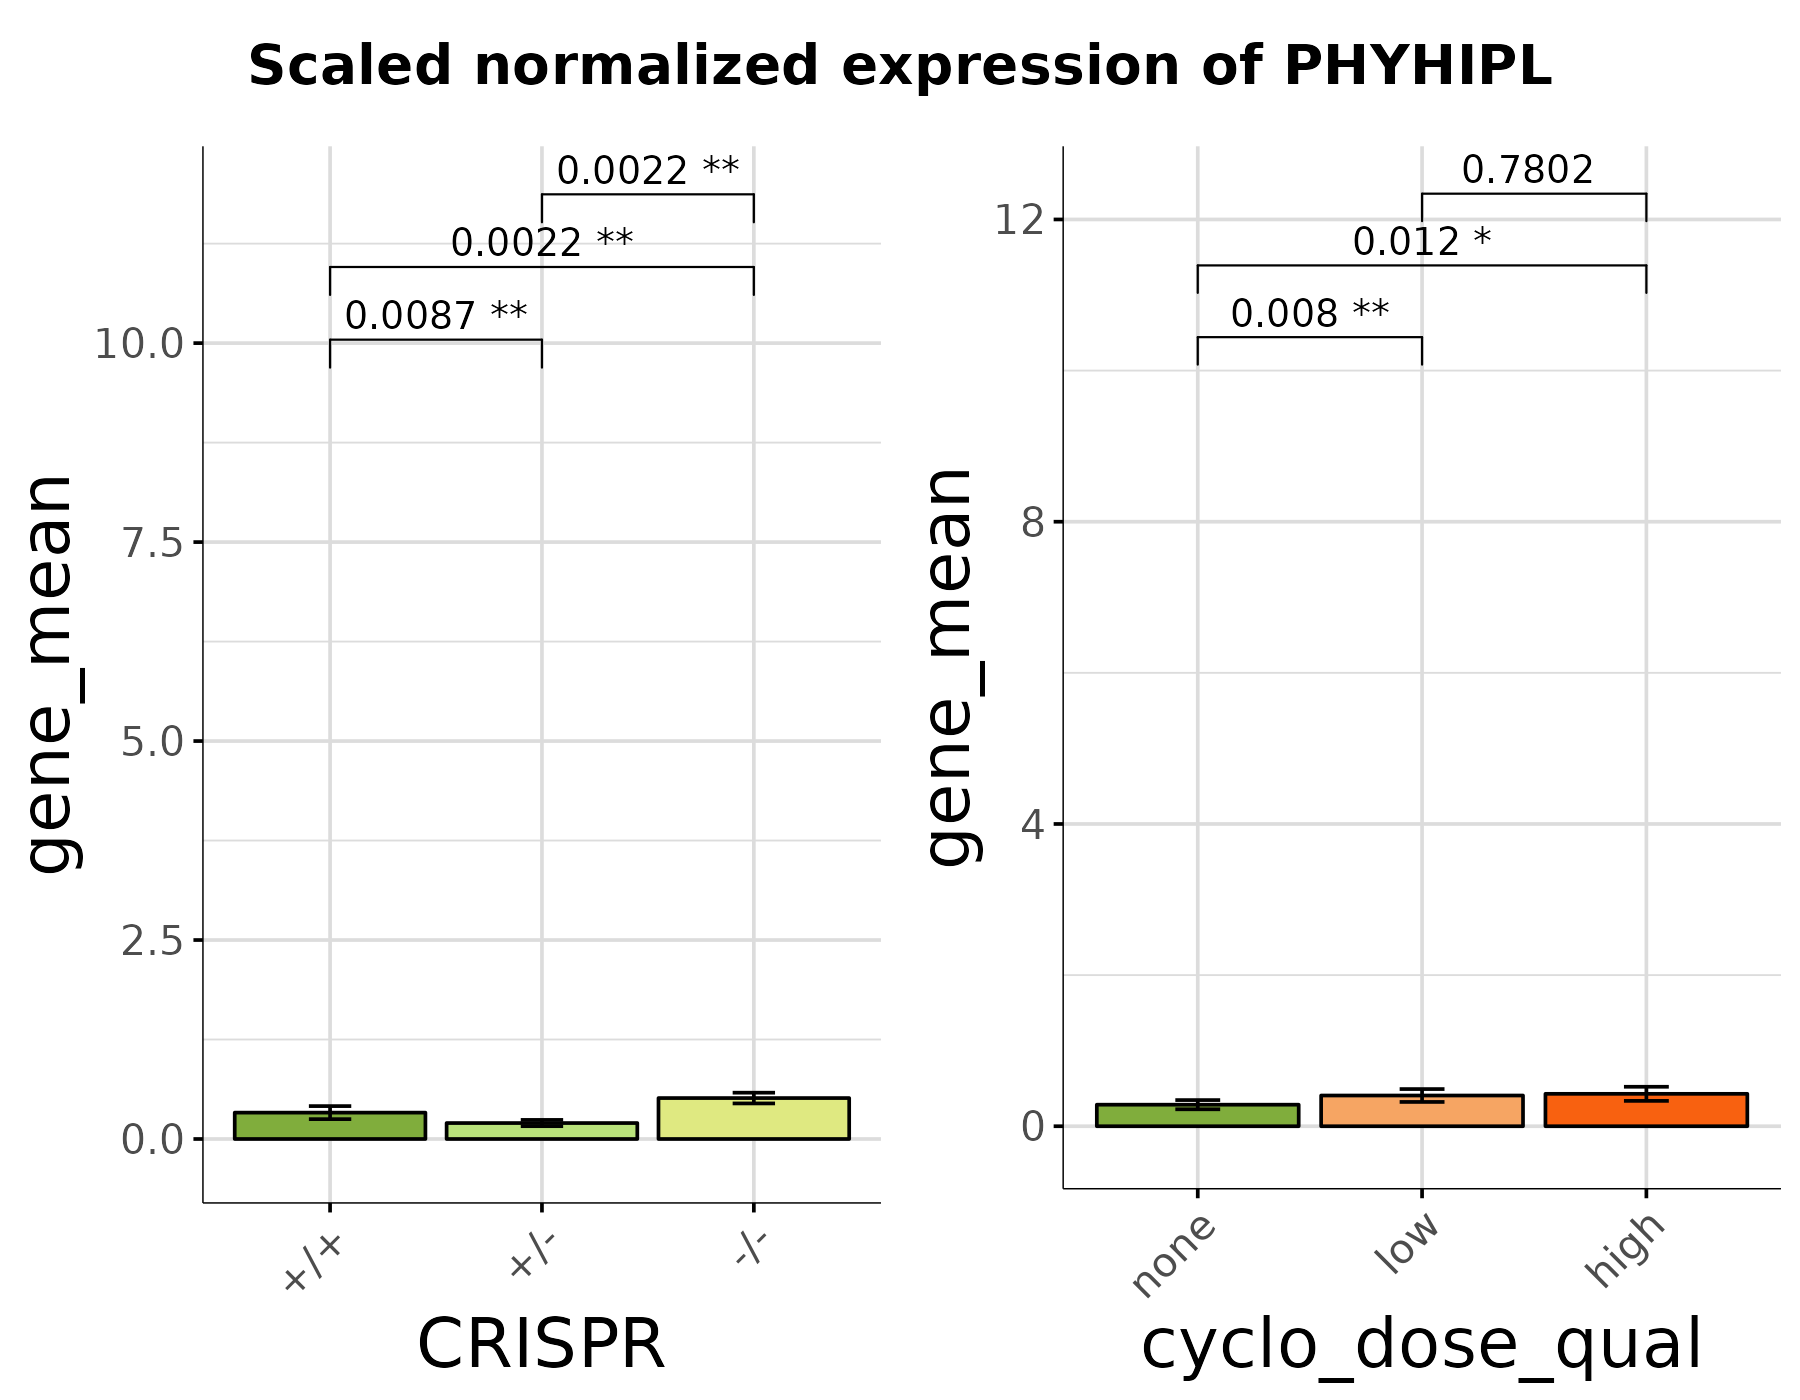 Scaled normalized expression of PHYHIPL
gene_mean
10.0
7.5
5.0
2.5
0.0
0.0022 **
0.0022 **
0.0087 **
+/+
+/-
-/-
CRISPR
gene_mean
12
8
4
0
0.7802
0.012 *
0.008 **
none
low
high
cyclo_dose_qual